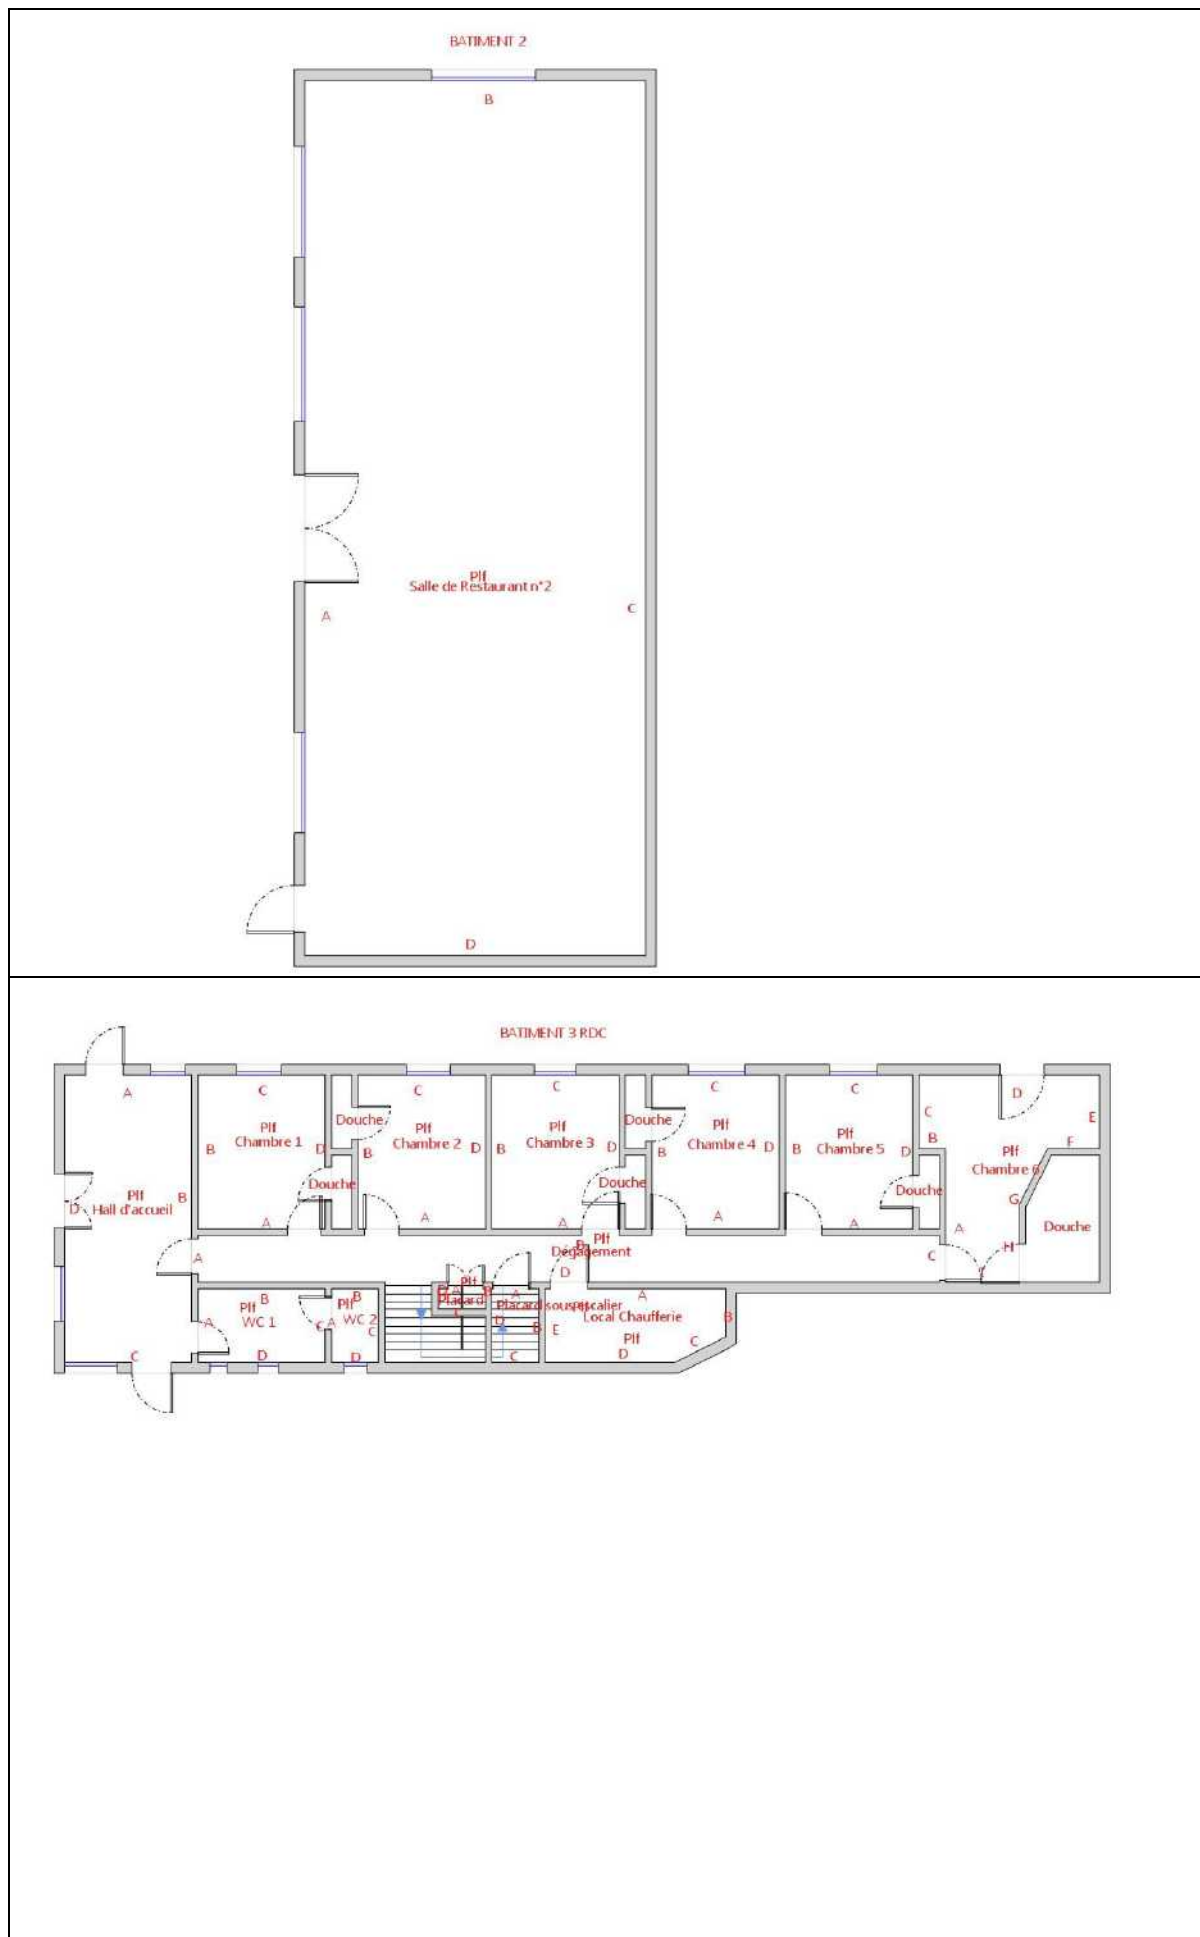 BATIMENT 2
B
Plf
Salle de Restaurant n°2
A
C
D
BATIMENT 3 RDC
A
D
Plf
Hall d'accueil
B
C
C
Plf
Chambre 1
B
D
A
Douche
Douche
C
Plf
Chambre 2
B
D
A
C
Plf
Chambre 3
B
D
A
Douche
Douche
C
Plf
Chambre 4
B
D
A
C
Plf
Chambre 5
B
D
A
Douche
D
C
B
E
F
Plf
Chambre 6
G
A
H
Douche
A
B
Plf
Dégagement
D
C
B
Plf
WC 1
A
C
D
B
Plf
WC 2
A
C
D
Plf
A
B
Placard
C
A
Placard sous escalier
D
B
C
A
Local Chaufferie
Plf
E
B
C
D